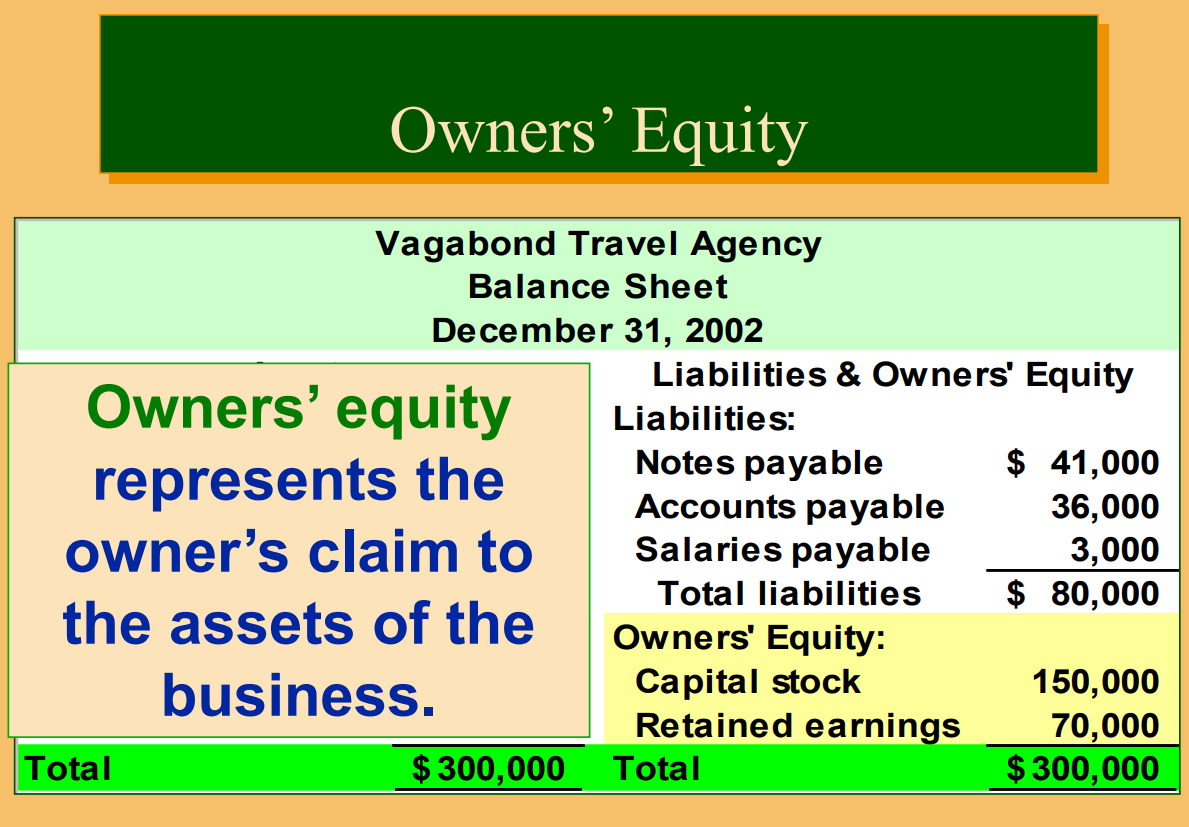 Owners’ Equity
Vagabond Travel Agency
Balance Sheet
December 31, 2002
Owners’ equity
represents the
owner’s claim to
the assets of the
business.
Liabilities & Owners' Equity
Liabilities:
Notes payable $ 41,000
Accounts payable 36,000
Salaries payable 3,000
Total liabilities $ 80,000
Owners' Equity:
Capital stock 150,000
Retained earnings 70,000
Total $ 300,000 Total $ 300,000